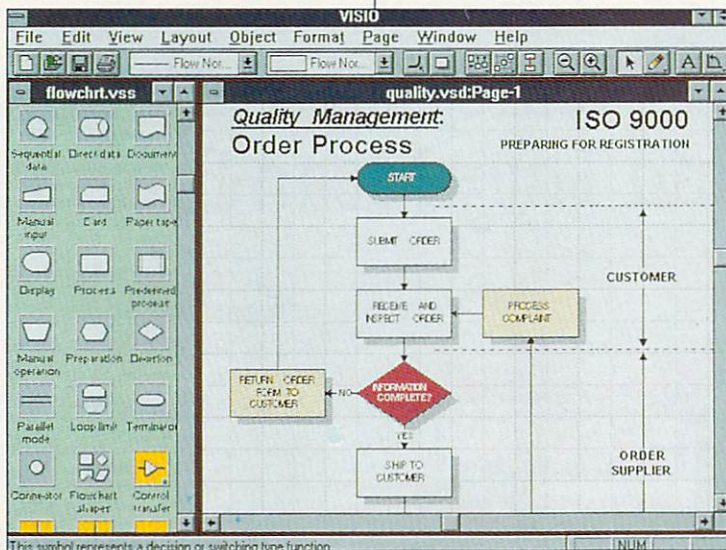 VISIO
File Edit View Layout Object Format Page Window Help
Flow Nor... Flow Nor... A
flowchrt.vss
quality.vsd:Page-1
Sequential data
Direct data
Document
Manual input
Card
Paper tape
Display
Process
Predefined process
Manual operation
Preparation
Decision
Parallel mode
Loop limit
Terminator
Connector
Flowchart shapes
Control transfer
Quality Management:
Order Process
ISO 9000
PREPARING FOR REGISTRATION
START
SUBMIT ORDER
CUSTOMER
RECEIVE AND
INSPECT ORDER
PROCESS
COMPLAINT
INFORMATION
COMPLETE?
RETURN ORDER
FORM TO
CUSTOMER
NO
YES
SHIP TO
CUSTOMER
ORDER
SUPPLIER
This symbol represents a decision or switching type function
NUM